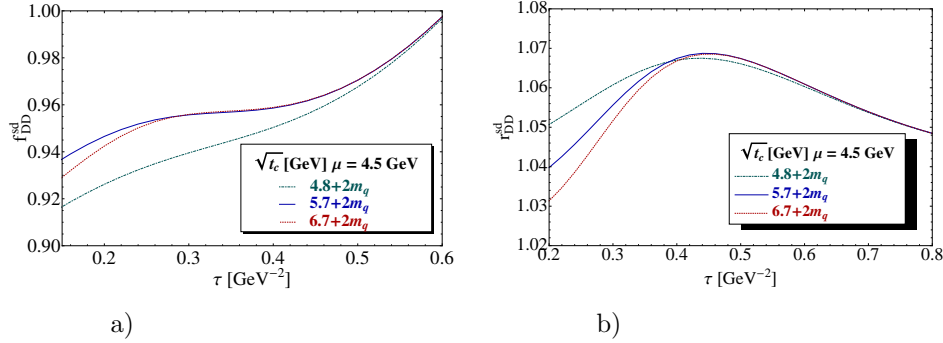 1.00
0.98
0.96
0.94
0.92
0.90
f^sd_DD
√t_c [GeV] μ = 4.5 GeV
4.8+2m_q
5.7+2m_q
6.7+2m_q
0.2 0.3 0.4 0.5 0.6
τ [GeV⁻²]
a)
1.08
1.07
1.06
1.05
1.04
1.03
1.02
r^sd_DD
√t_c [GeV] μ = 4.5 GeV
4.8+2m_q
5.7+2m_q
6.7+2m_q
0.2 0.3 0.4 0.5 0.6 0.7 0.8
τ [GeV⁻²]
b)